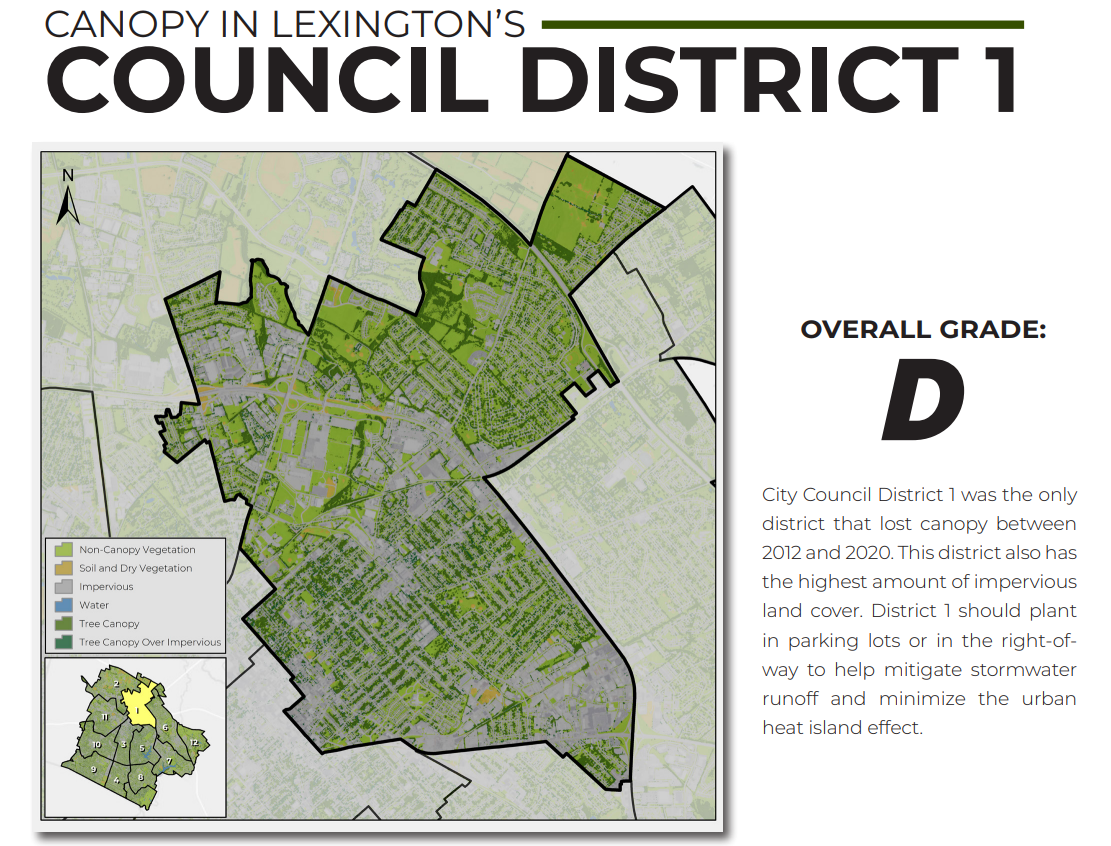 CANOPY IN LEXINGTON'S
COUNCIL DISTRICT 1
N
OVERALL GRADE:
D
City Council District 1 was the only
district that lost canopy between
2012 and 2020. This district also has
the highest amount of impervious
land cover. District 1 should plant
in parking lots or in the right-of-
way to help mitigate stormwater
runoff and minimize the urban
heat island effect.
Non-Canopy Vegetation
Soil and Dry Vegetation
Impervious
Water
Tree Canopy
Tree Canopy Over Impervious
2
1
11
6
10
3
5
12
7
9
4
8